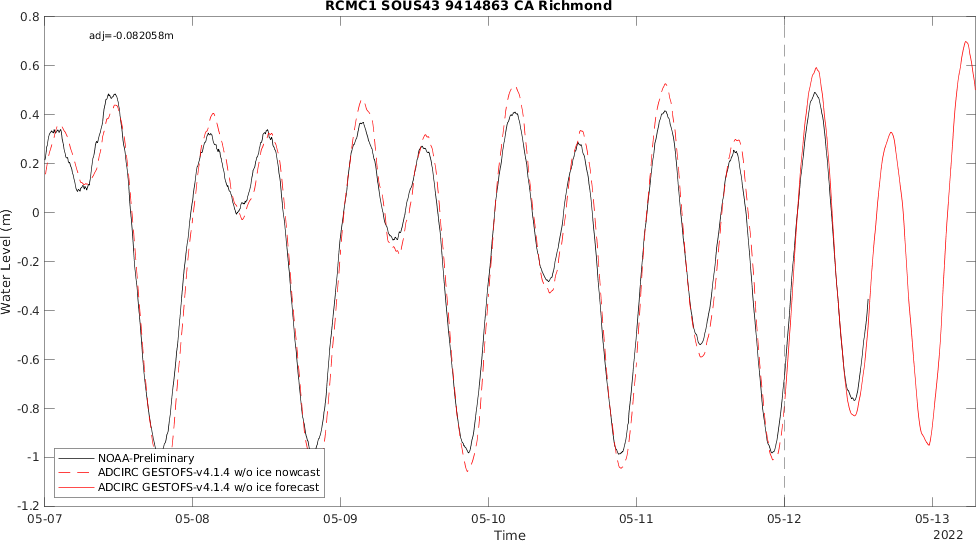 RCMC1 SOUS43 9414863 CA Richmond
adj=-0.082058m
Water Level (m)
0.8
0.6
0.4
0.2
0
-0.2
-0.4
-0.6
-0.8
-1
-1.2
NOAA-Preliminary
ADCIRC GESTOFS-v4.1.4 w/o ice nowcast
ADCIRC GESTOFS-v4.1.4 w/o ice forecast
05-07 05-08 05-09 05-10 05-11 05-12 05-13
Time
2022